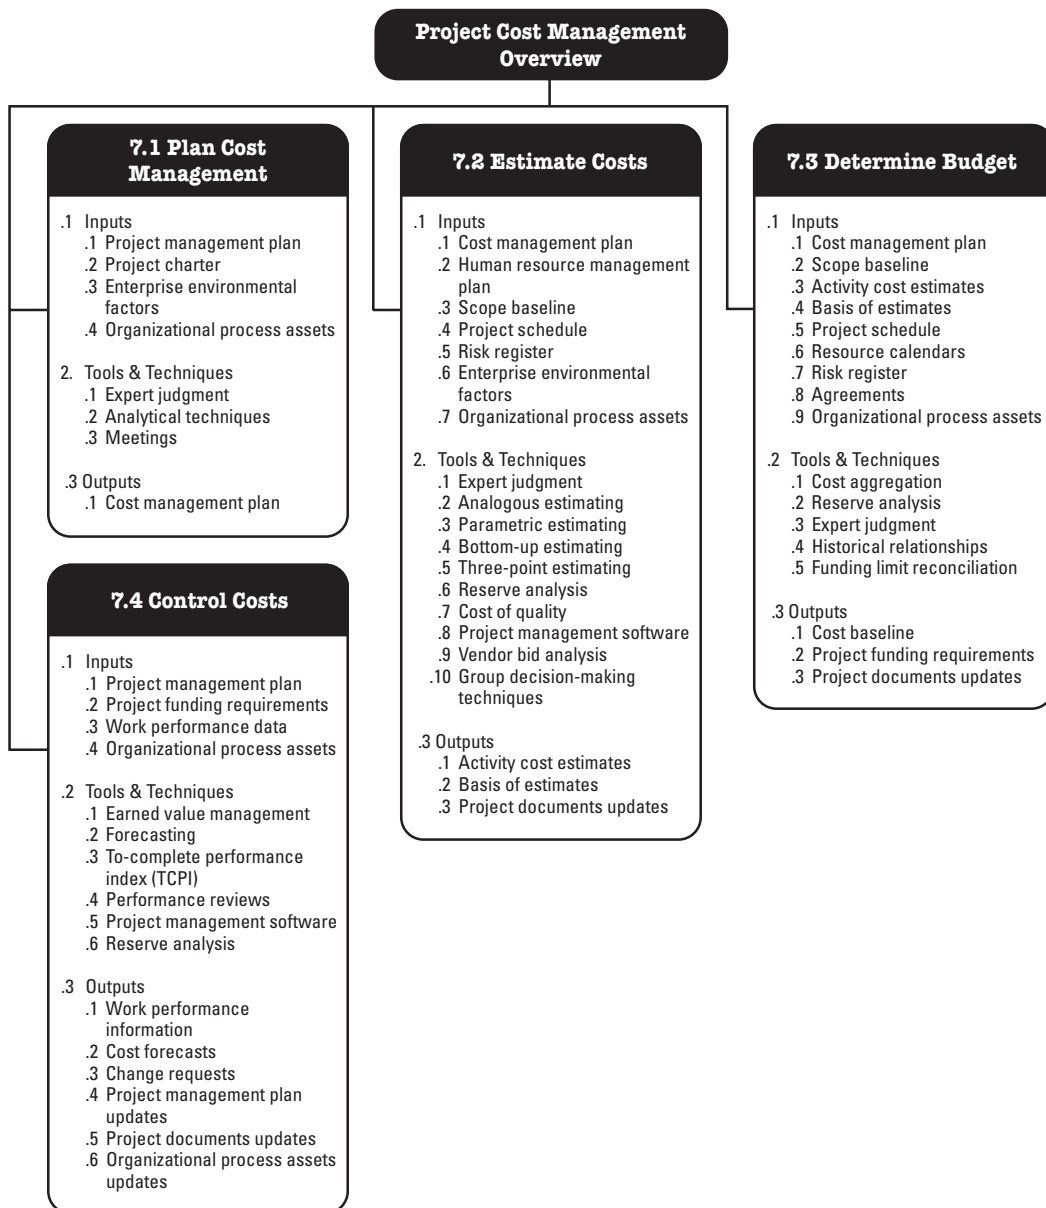 Project Cost Management
Overview
7.1 Plan Cost
Management
.1 Inputs
.1 Project management plan
.2 Project charter
.3 Enterprise environmental
factors
.4 Organizational process assets
2. Tools & Techniques
.1 Expert judgment
.2 Analytical techniques
.3 Meetings
.3 Outputs
.1 Cost management plan
7.2 Estimate Costs
.1 Inputs
.1 Cost management plan
.2 Human resource management
plan
.3 Scope baseline
.4 Project schedule
.5 Risk register
.6 Enterprise environmental
factors
.7 Organizational process assets
2. Tools & Techniques
.1 Expert judgment
.2 Analogous estimating
.3 Parametric estimating
.4 Bottom-up estimating
.5 Three-point estimating
.6 Reserve analysis
.7 Cost of quality
.8 Project management software
.9 Vendor bid analysis
.10 Group decision-making
techniques
.3 Outputs
.1 Activity cost estimates
.2 Basis of estimates
.3 Project documents updates
7.3 Determine Budget
.1 Inputs
.1 Cost management plan
.2 Scope baseline
.3 Activity cost estimates
.4 Basis of estimates
.5 Project schedule
.6 Resource calendars
.7 Risk register
.8 Agreements
.9 Organizational process assets
.2 Tools & Techniques
.1 Cost aggregation
.2 Reserve analysis
.3 Expert judgment
.4 Historical relationships
.5 Funding limit reconciliation
.3 Outputs
.1 Cost baseline
.2 Project funding requirements
.3 Project documents updates
7.4 Control Costs
.1 Inputs
.1 Project management plan
.2 Project funding requirements
.3 Work performance data
.4 Organizational process assets
.2 Tools & Techniques
.1 Earned value management
.2 Forecasting
.3 To-complete performance
index (TCPI)
.4 Performance reviews
.5 Project management software
.6 Reserve analysis
.3 Outputs
.1 Work performance
information
.2 Cost forecasts
.3 Change requests
.4 Project management plan
updates
.5 Project documents updates
.6 Organizational process assets
updates